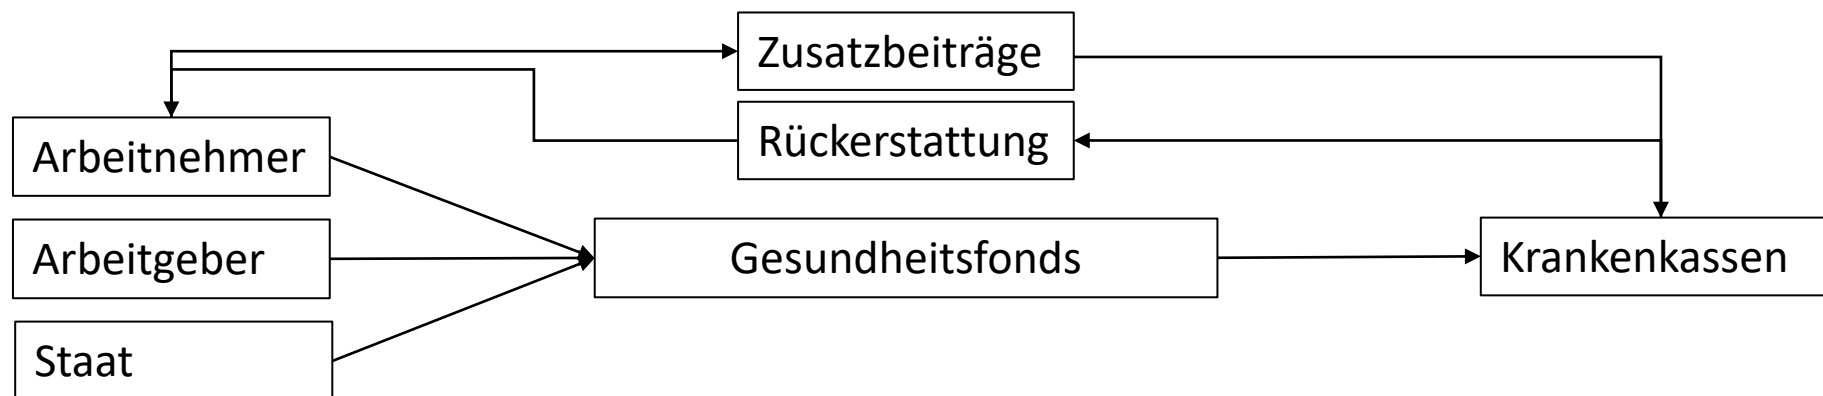 Zusatzbeiträge
Rückerstattung
Arbeitnehmer
Arbeitgeber
Gesundheitsfonds
Krankenkassen
Staat